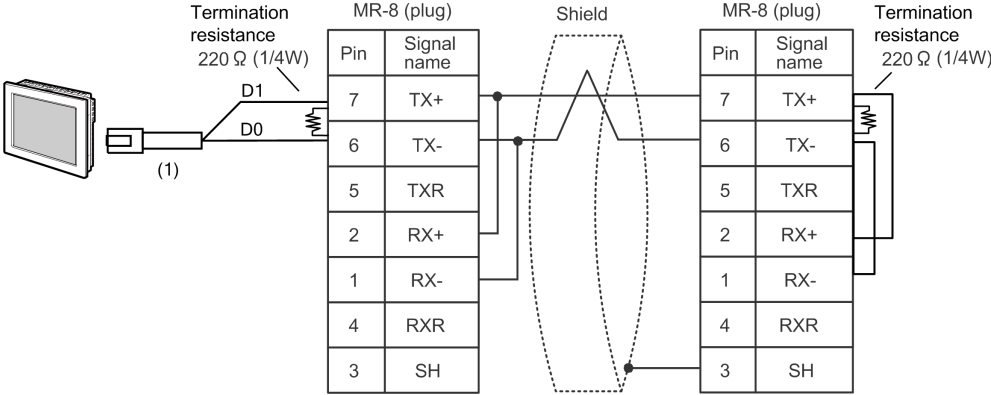 Termination
resistance
220 Ω (1/4W)
MR-8 (plug)
Shield
MR-8 (plug)
Termination
resistance
220 Ω (1/4W)
Pin Signal name
7 TX+
6 TX-
5 TXR
2 RX+
1 RX-
4 RXR
3 SH
D1
D0
(1)
Pin Signal name
7 TX+
6 TX-
5 TXR
2 RX+
1 RX-
4 RXR
3 SH